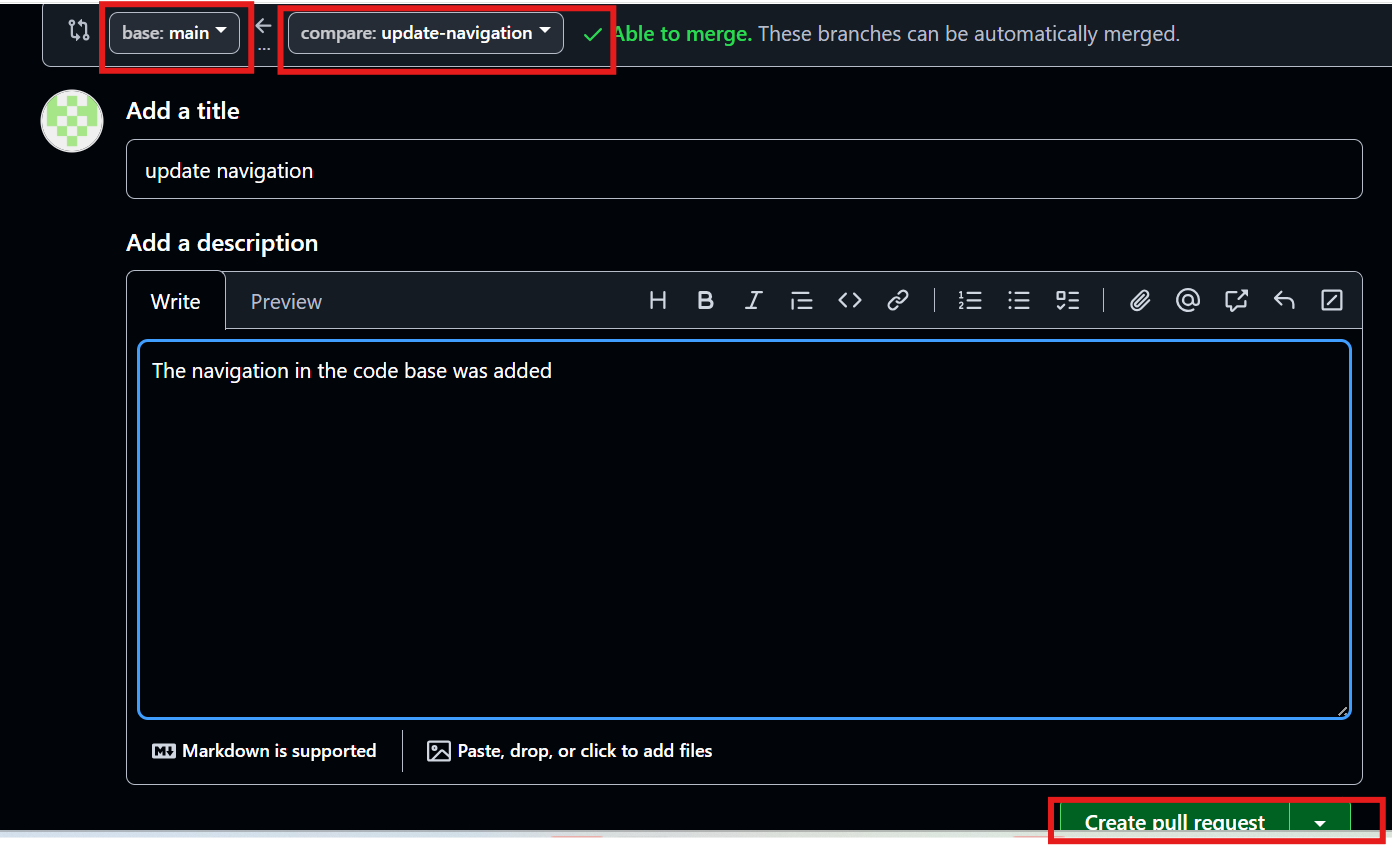 base: main ... compare: update-navigation Able to merge. These branches can be automatically merged.
Add a title
update navigation
Add a description
Write Preview
The navigation in the code base was added
Markdown is supported Paste, drop, or click to add files
Create pull request